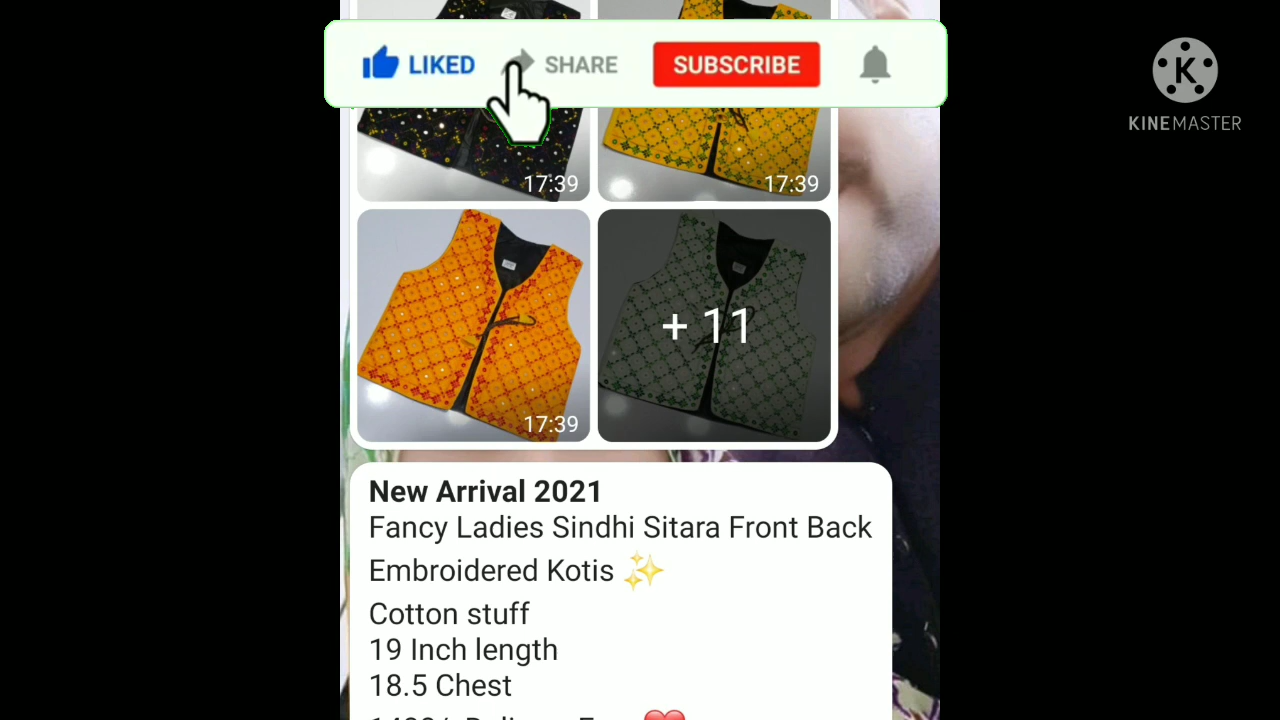 LIKED SHARE SUBSCRIBE
KINEMASTER
17:39 17:39
+ 11
17:39
New Arrival 2021
Fancy Ladies Sindhi Sitara Front Back
Embroidered Kotis ✨
Cotton stuff
19 Inch length
18.5 Chest